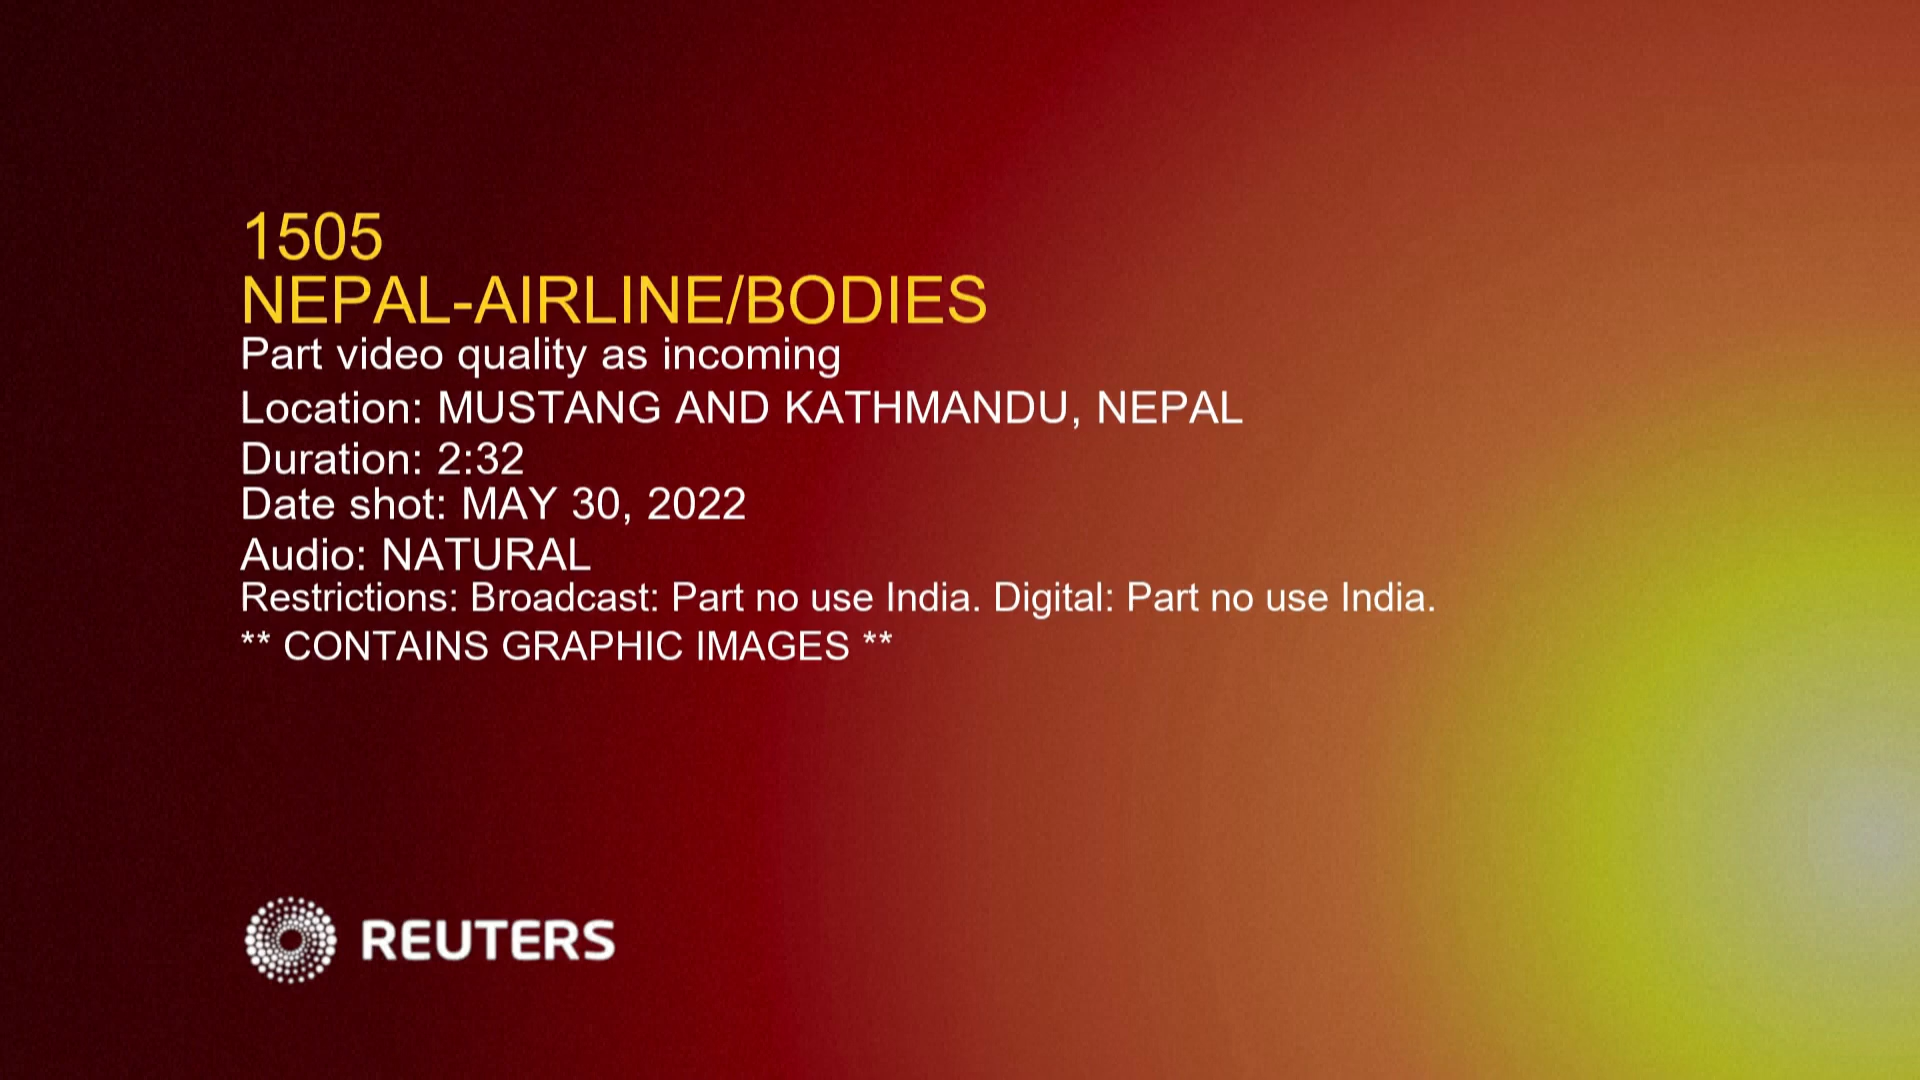 1505
NEPAL-AIRLINE/BODIES
Part video quality as incoming
Location: MUSTANG AND KATHMANDU, NEPAL
Duration: 2:32
Date shot: MAY 30, 2022
Audio: NATURAL
Restrictions: Broadcast: Part no use India. Digital: Part no use India.
** CONTAINS GRAPHIC IMAGES **
REUTERS